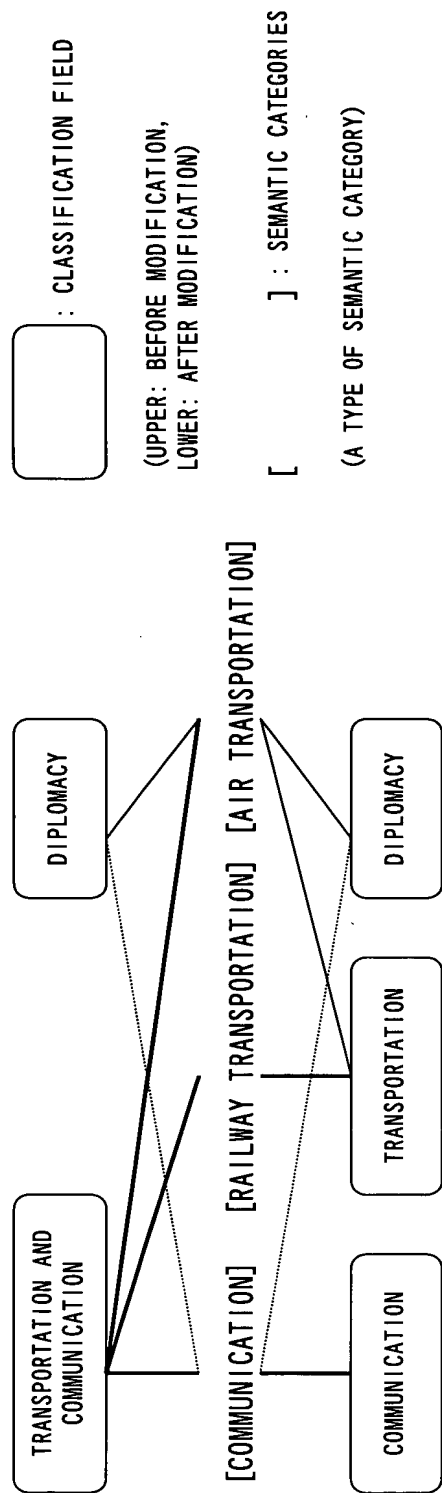 TRANSPORTATION AND
COMMUNICATION
DIPLOMACY
[COMMUNICATION] [RAILWAY TRANSPORTATION] [AIR TRANSPORTATION]
COMMUNICATION
TRANSPORTATION
DIPLOMACY
: CLASSIFICATION FIELD
(UPPER: BEFORE MODIFICATION,
LOWER: AFTER MODIFICATION)
[ ] : SEMANTIC CATEGORIES
(A TYPE OF SEMANTIC CATEGORY)